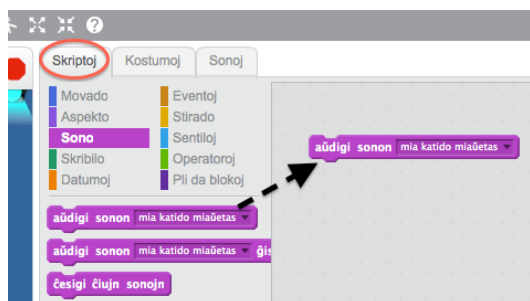 Skriptoj Kostumoj Sonoj
Movado Eventoj
Aspekto Stirado
Sono Sentiloj
Skribilo Operatoroj
Datumoj Pli da blokoj
aŭdigi sonon mia katido miaŭetas
aŭdigi sonon mia katido miaŭetas
aŭdigi sonon mia katido miaŭetas ĝis
ĉesigi ĉiujn sonojn